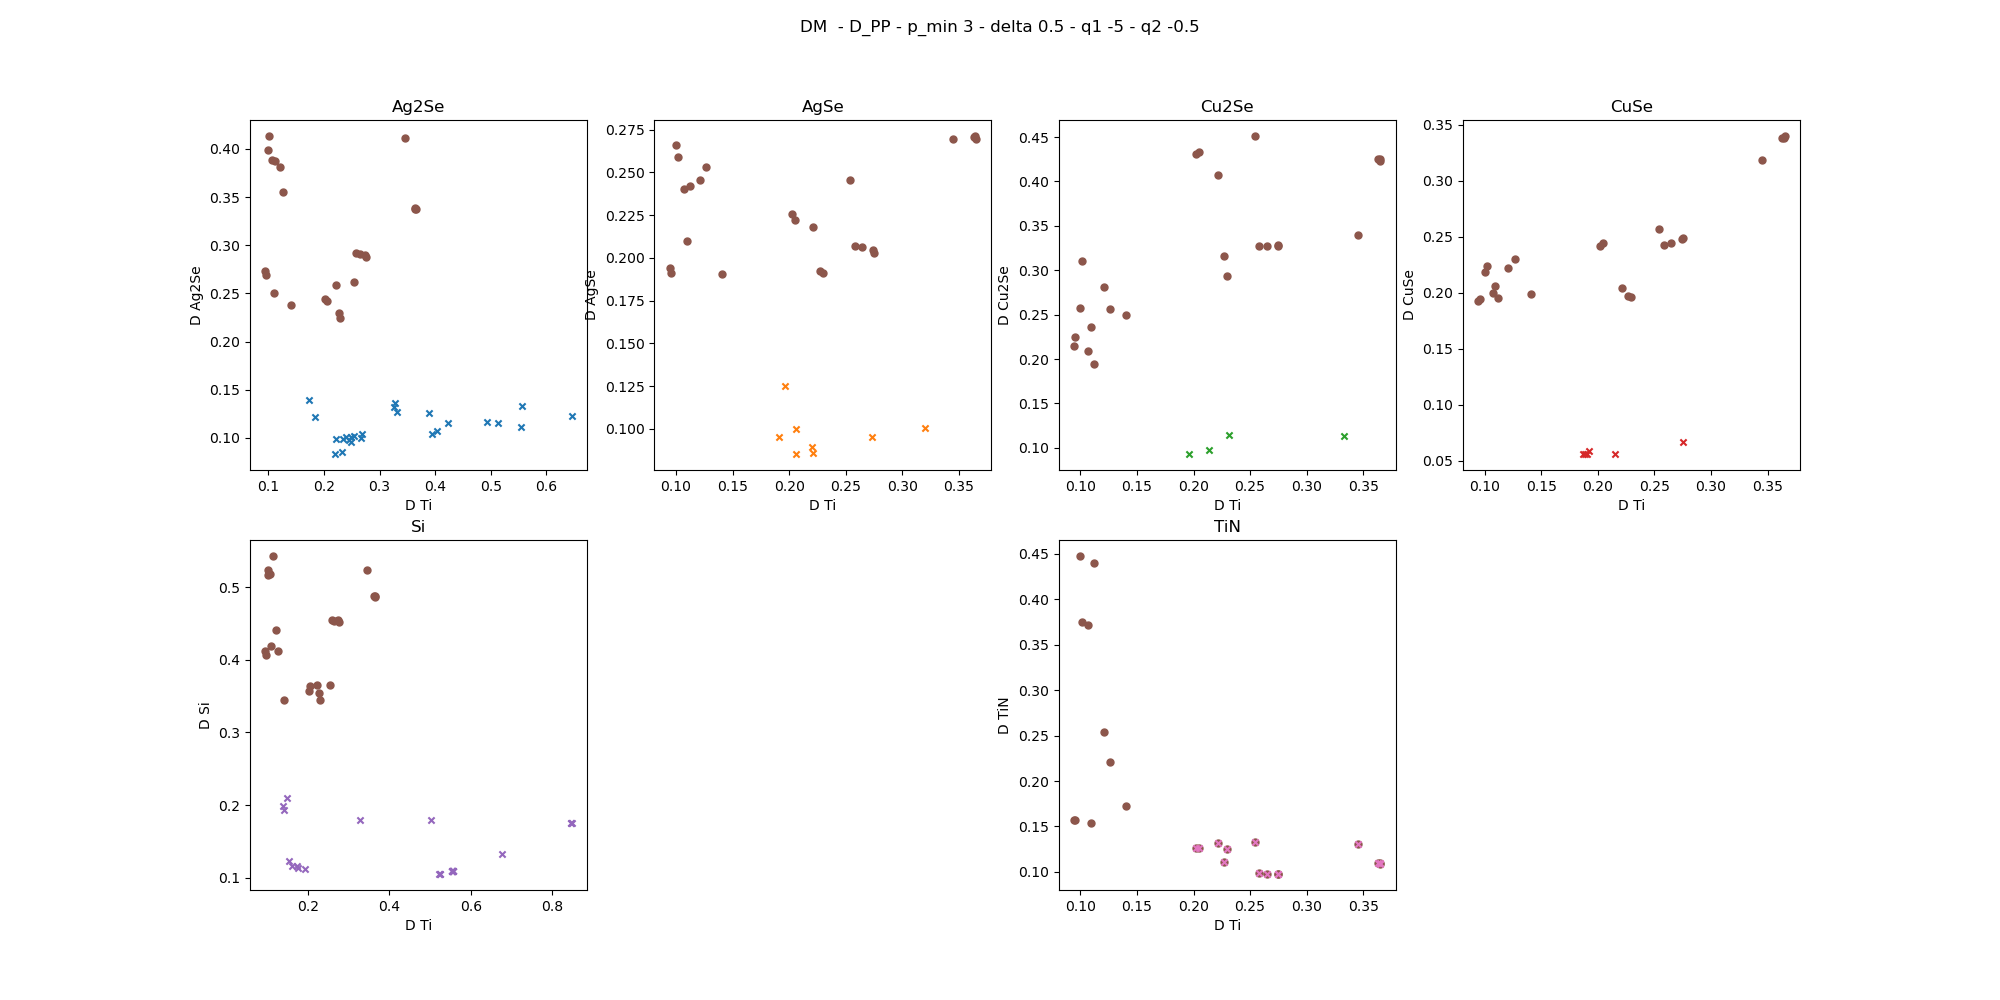 DM  - D_PP - p_min 3 - delta 0.5 - q1 -5 - q2 -0.5
Ag2Se
0.40
0.35
0.30
0.25
0.20
0.15
0.10
D Ag2Se
0.1 0.2 0.3 0.4 0.5 0.6
D Ti
AgSe
0.275
0.250
0.225
0.200
0.175
0.150
0.125
0.100
D AgSe
0.10 0.15 0.20 0.25 0.30 0.35
D Ti
Cu2Se
0.45
0.40
0.35
0.30
0.25
0.20
0.15
0.10
D Cu2Se
0.10 0.15 0.20 0.25 0.30 0.35
D Ti
CuSe
0.35
0.30
0.25
0.20
0.15
0.10
0.05
D CuSe
0.10 0.15 0.20 0.25 0.30 0.35
D Ti
Si
0.5
0.4
0.3
0.2
0.1
D Si
0.2 0.4 0.6 0.8
D Ti
TiN
0.45
0.40
0.35
0.30
0.25
0.20
0.15
0.10
D TiN
0.10 0.15 0.20 0.25 0.30 0.35
D Ti